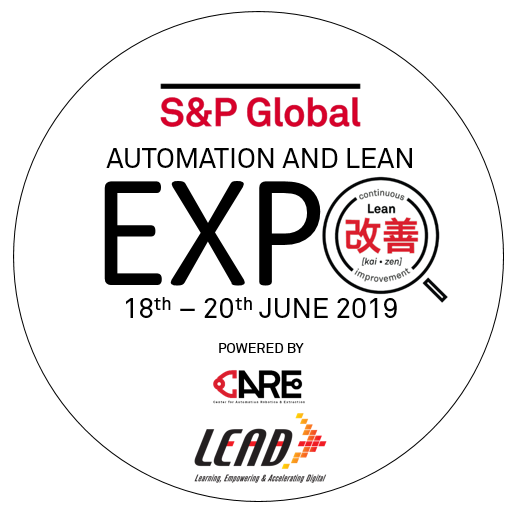 S&P Global
AUTOMATION AND LEAN
EXPO
continuous
Lean
改善
[kai • zen]
improvement
18th – 20th JUNE 2019
POWERED BY
CARE
Center for Automation Robotics & Extraction
LEAD
Learning, Empowering & Accelerating Digital